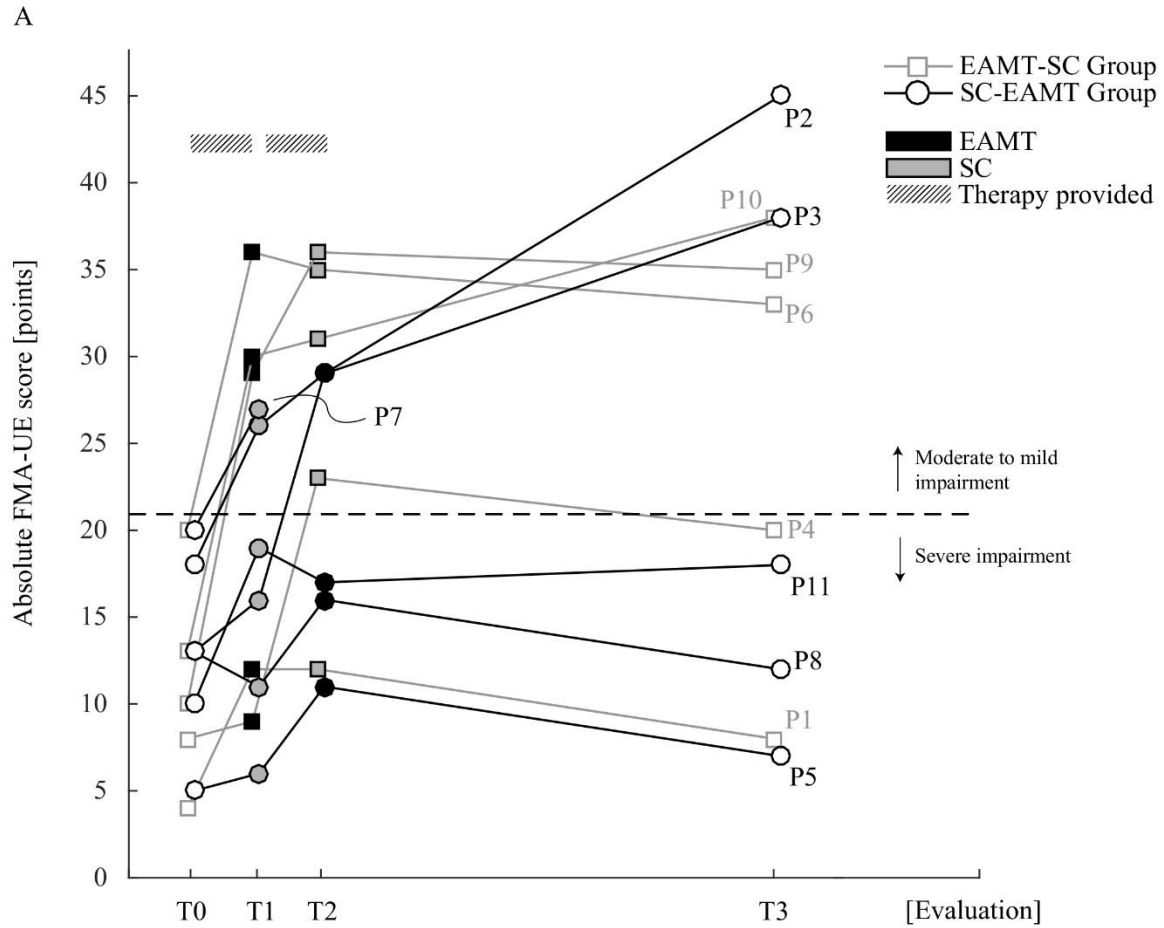 A
EAMT-SC Group
SC-EAMT Group
EAMT
SC
Therapy provided
Absolute FMA-UE score [points]
45
40
35
30
25
20
15
10
5
0
P2
P10
P3
P9
P6
P7
Moderate to mild
impairment
P4
Severe impairment
P11
P8
P1
P5
T0
T1
T2
T3
[Evaluation]